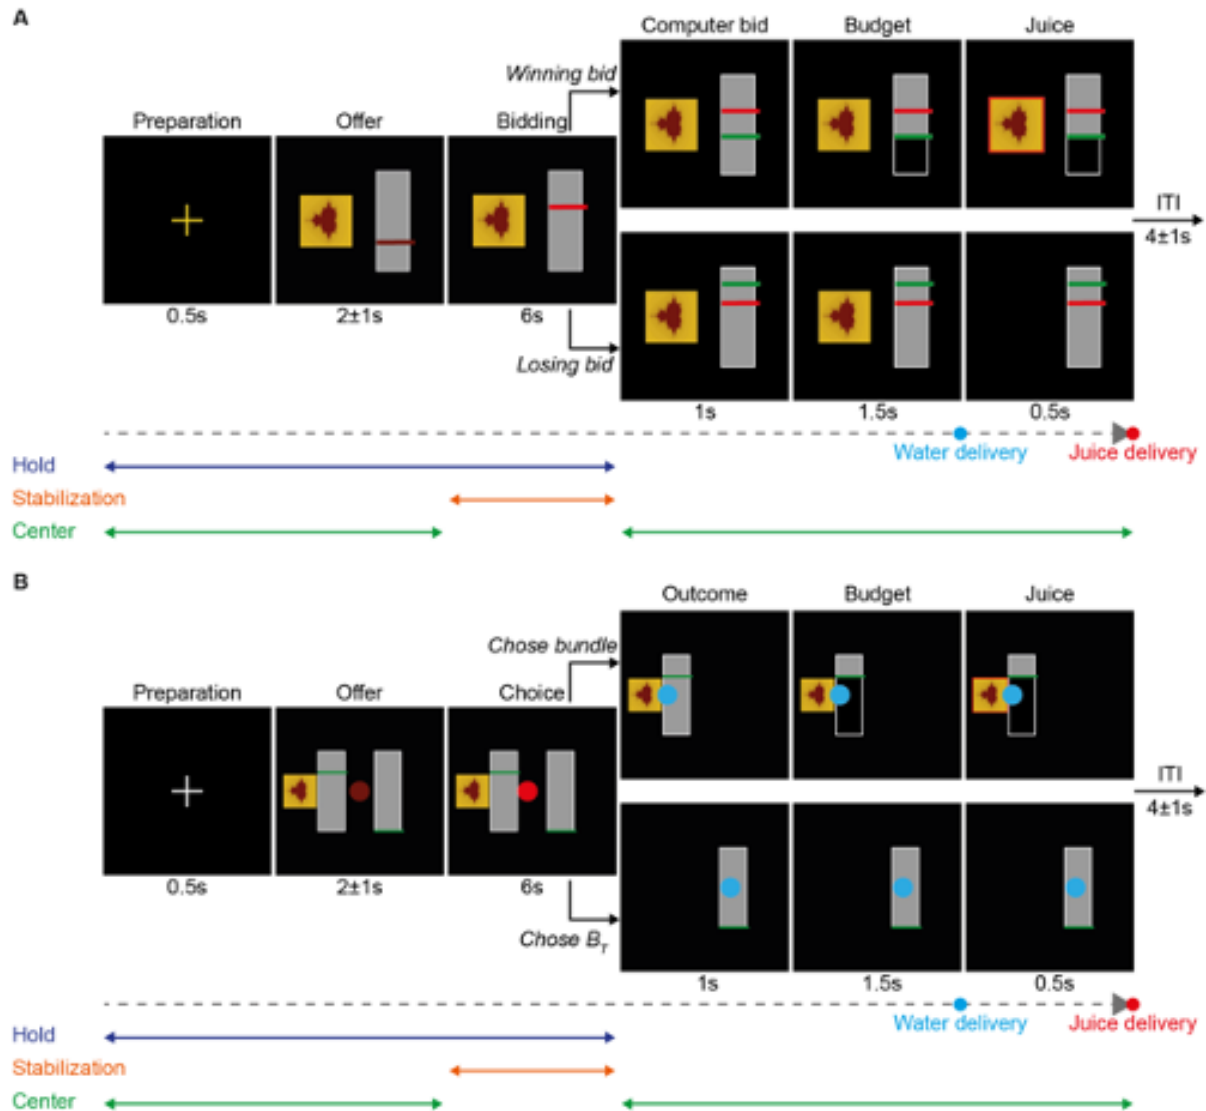 A
Computer bid Budget Juice
Winning bid
Preparation Offer Bidding
ITI
4±1s
0.5s 2±1s 6s
Losing bid
1s 1.5s 0.5s
Water delivery Juice delivery
Hold
Stabilization
Center
B
Outcome Budget Juice
Chose bundle
Preparation Offer Choice
ITI
4±1s
0.5s 2±1s 6s
Chose B_T
1s 1.5s 0.5s
Water delivery Juice delivery
Hold
Stabilization
Center